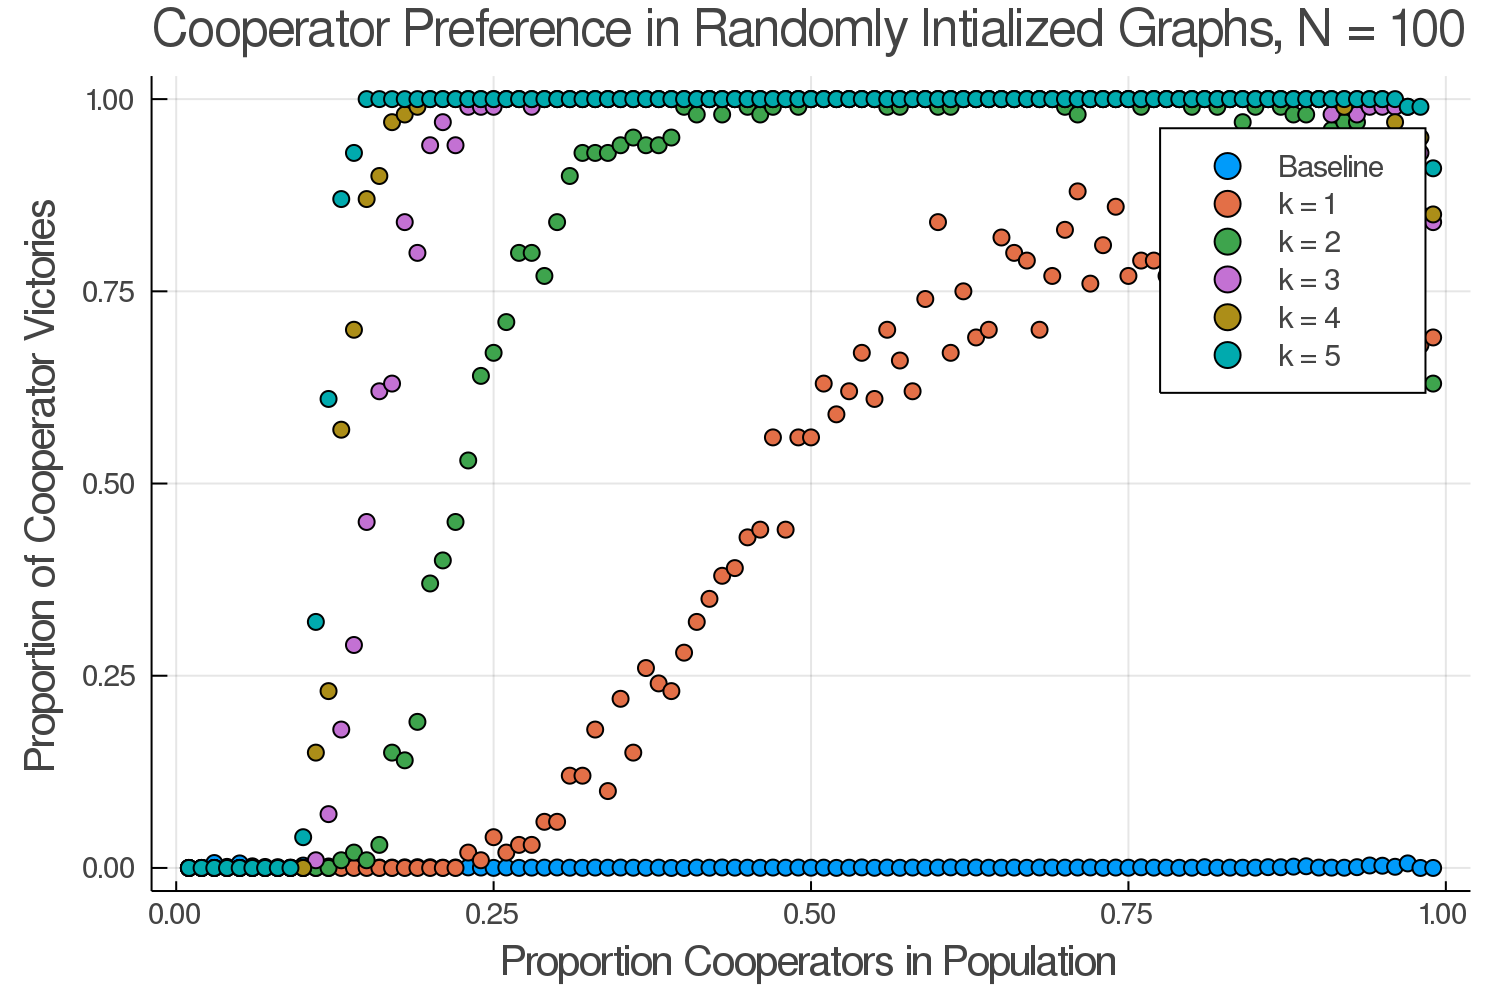 Cooperator Preference in Randomly Intialized Graphs, N = 100
Proportion of Cooperator Victories
1.00
0.75
0.50
0.25
0.00
Baseline
k = 1
k = 2
k = 3
k = 4
k = 5
0.00 0.25 0.50 0.75 1.00
Proportion Cooperators in Population